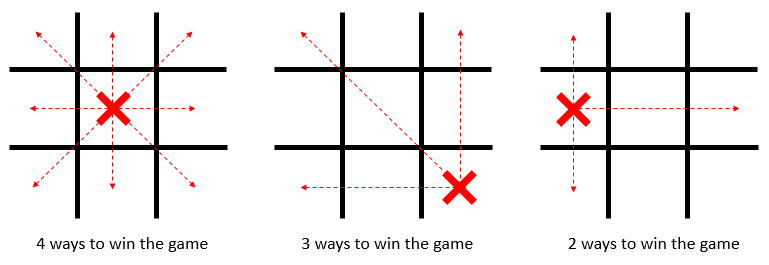 4 ways to win the game
3 ways to win the game
2 ways to win the game